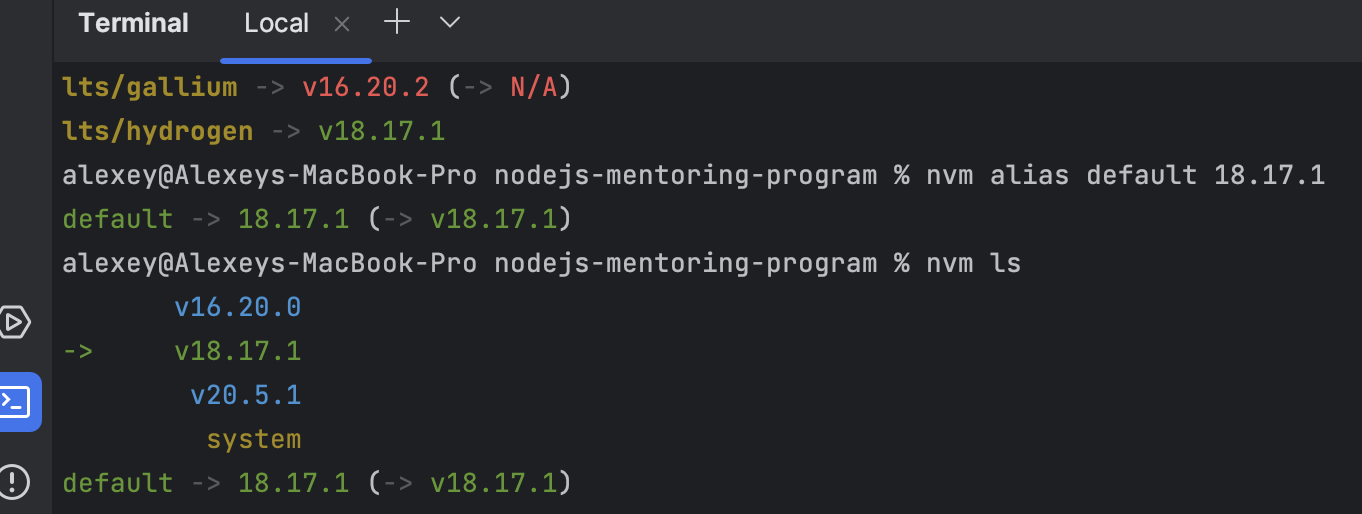 Terminal Local
lts/gallium -> v16.20.2 (-> N/A)
lts/hydrogen -> v18.17.1
alexey@Alexeys-MacBook-Pro nodejs-mentoring-program % nvm alias default 18.17.1
default -> 18.17.1 (-> v18.17.1)
alexey@Alexeys-MacBook-Pro nodejs-mentoring-program % nvm ls
v16.20.0
-> v18.17.1
v20.5.1
system
default -> 18.17.1 (-> v18.17.1)